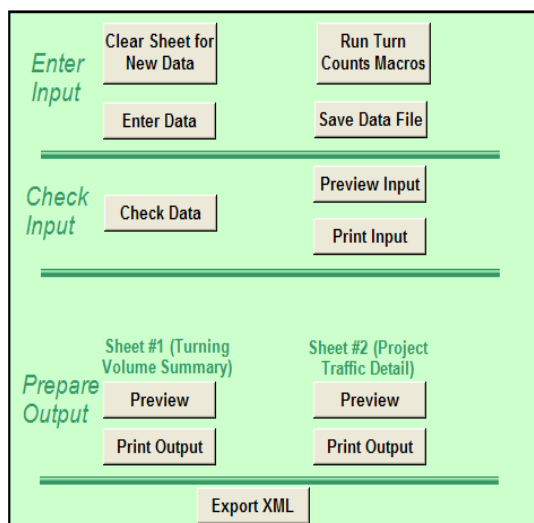 Enter
Input
Clear Sheet for
New Data
Run Turn
Counts Macros
Enter Data
Save Data File
Check
Input
Check Data
Preview Input
Print Input
Prepare
Output
Sheet #1 (Turning
Volume Summary)
Sheet #2 (Project
Traffic Detail)
Preview
Preview
Print Output
Print Output
Export XML